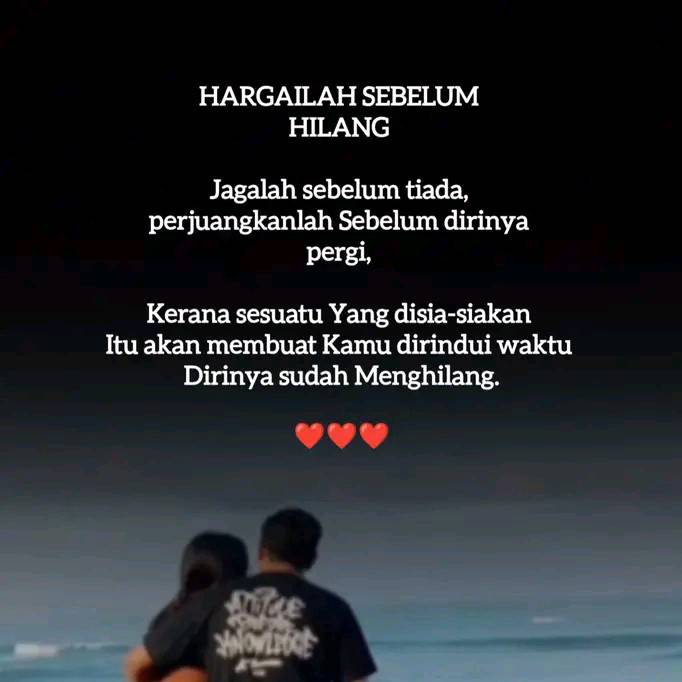 HARGAILAH SEBELUM
HILANG
Jagalah sebelum tiada,
perjuangkanlah Sebelum dirinya
pergi,
Kerana sesuatu Yang disia-siakan
Itu akan membuat Kamu dirindui waktu
Dirinya sudah Menghilang.
KNOWLEDGE